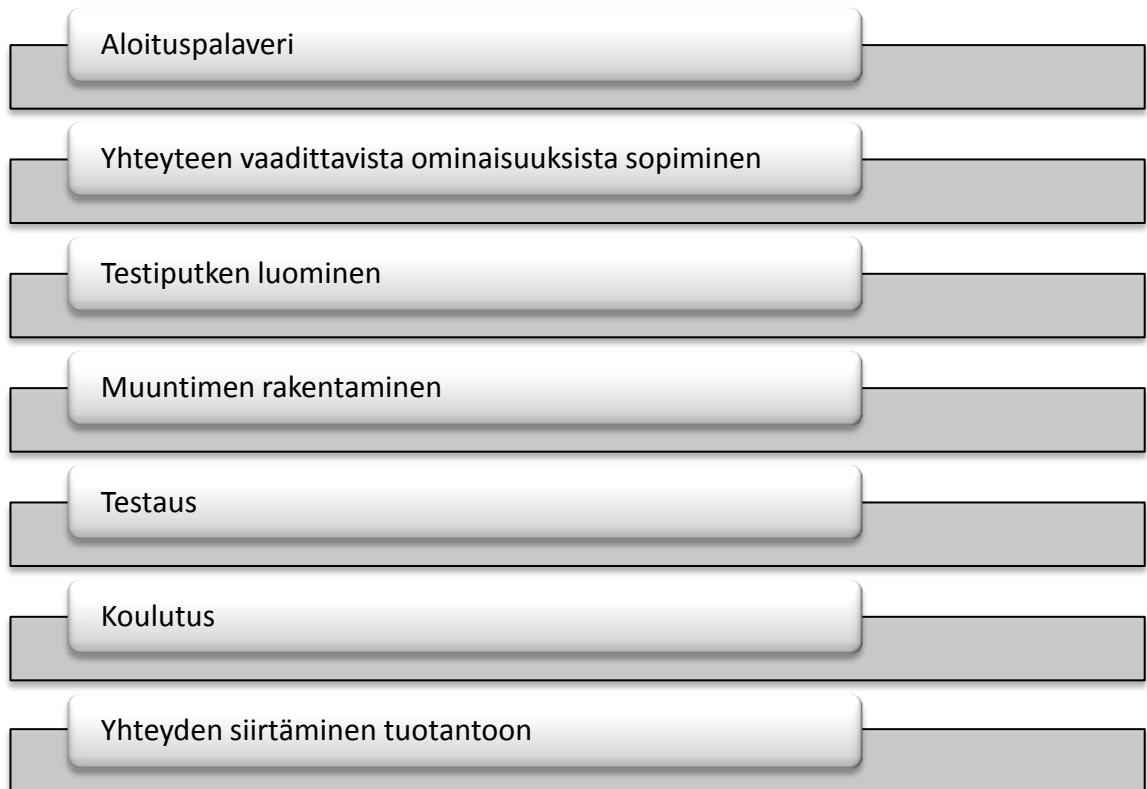 Aloituspalaveri
Yhteyteen vaadittavista ominaisuuksista sopiminen
Testiputken luominen
Muuntimen rakentaminen
Testaus
Koulutus
Yhteyden siirtäminen tuotantoon